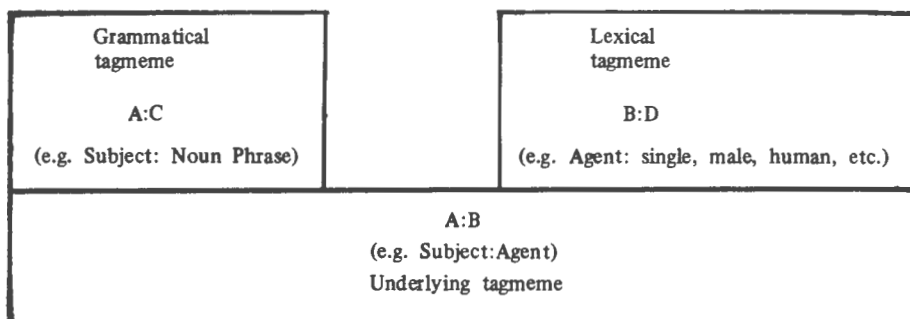 Grammatical
tagmeme
A:C
(e.g. Subject: Noun Phrase)
Lexical
tagmeme
B:D
(e.g. Agent: single, male, human, etc.)
A:B
(e.g. Subject:Agent)
Underlying tagmeme